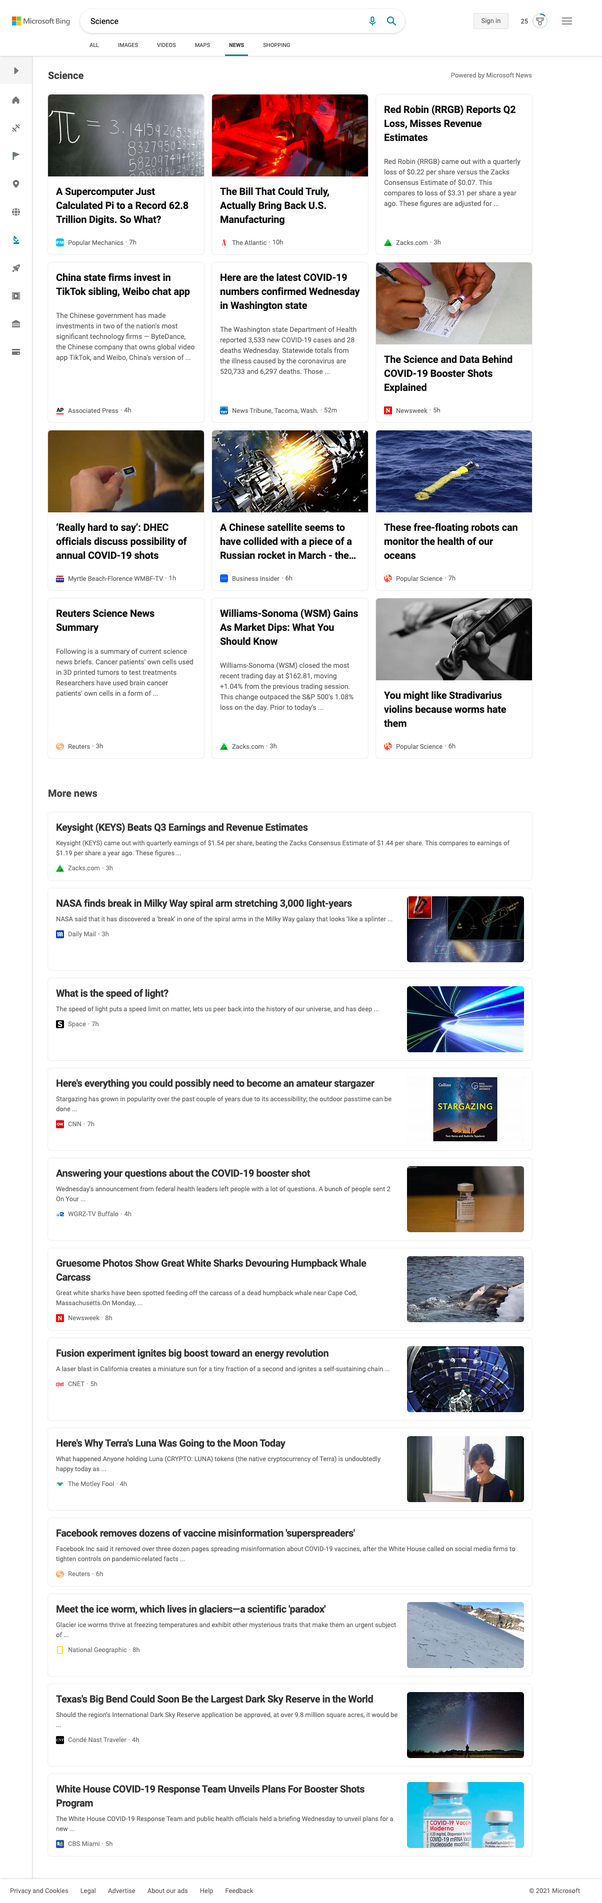 Microsoft Bing
Science
Sign in
25
ALL
IMAGES
VIDEOS
MAPS
NEWS
SHOPPING
Science
Powered by Microsoft News
A Supercomputer Just
Calculated Pi to a Record 62.8
Trillion Digits. So What?
Popular Mechanics · 7h
The Bill That Could Truly,
Actually Bring Back U.S.
Manufacturing
The Atlantic · 10h
Red Robin (RRGB) Reports Q2
Loss, Misses Revenue
Estimates
Red Robin (RRGB) came out with a quarterly
loss of $0.22 per share versus the Zacks
Consensus Estimate of $0.07. This
compares to loss of $3.31 per share a year
ago. These figures are adjusted for ...
Zacks.com · 3h
China state firms invest in
TikTok sibling, Weibo chat app
The Chinese government has made
investments in two of the nation's most
significant technology firms — ByteDance,
the Chinese company that owns global video
app TikTok, and Weibo, China's version of ...
AP
Associated Press · 4h
Here are the latest COVID-19
numbers confirmed Wednesday
in Washington state
The Washington state Department of Health
reported 3,533 new COVID-19 cases and 28
deaths Wednesday. Statewide totals from
the illness caused by the coronavirus are
520,733 and 6,297 deaths. Those ...
News Tribune, Tacoma, Wash. · 52m
The Science and Data Behind
COVID-19 Booster Shots
Explained
N
Newsweek · 5h
'Really hard to say': DHEC
officials discuss possibility of
annual COVID-19 shots
Myrtle Beach-Florence WMBF-TV · 1h
A Chinese satellite seems to
have collided with a piece of a
Russian rocket in March - the...
Business Insider · 6h
These free-floating robots can
monitor the health of our
oceans
Popular Science · 7h
Reuters Science News
Summary
Following is a summary of current science
news briefs. Cancer patients' own cells used
in 3D printed tumors to test treatments
Researchers have used brain cancer
patients' own cells in a form of ...
Reuters · 3h
Williams-Sonoma (WSM) Gains
As Market Dips: What You
Should Know
Williams-Sonoma (WSM) closed the most
recent trading day at $162.81, moving
+1.04% from the previous trading session.
This change outpaced the S&P 500's 1.08%
loss on the day. Prior to today's ...
Zacks.com · 3h
You might like Stradivarius
violins because worms hate
them
Popular Science · 6h
More news
Keysight (KEYS) Beats Q3 Earnings and Revenue Estimates
Keysight (KEYS) came out with quarterly earnings of $1.54 per share, beating the Zacks Consensus Estimate of $1.44 per share. This compares to earnings of
$1.19 per share a year ago. These figures ...
Zacks.com · 3h
NASA finds break in Milky Way spiral arm stretching 3,000 light-years
NASA said that it has discovered a 'break' in one of the spiral arms in the Milky Way galaxy that looks 'like a splinter ...
Daily Mail · 3h
What is the speed of light?
The speed of light puts a speed limit on matter, lets us peer back into the history of our universe, and has deep ...
S
Space · 7h
Here's everything you could possibly need to become an amateur stargazer
Stargazing has grown in popularity over the past couple of years due to its accessibility; the outdoor passtime can be
done ...
CNN · 7h
Collins
STARGAZING
Answering your questions about the COVID-19 booster shot
Wednesday's announcement from federal health leaders left people with a lot of questions. A bunch of people sent 2
On Your ...
WGRZ-TV Buffalo · 4h
Gruesome Photos Show Great White Sharks Devouring Humpback Whale
Carcass
Great white sharks have been spotted feeding off the carcass of a dead humpback whale near Cape Cod,
Massachusetts.On Monday, ...
N
Newsweek · 8h
Fusion experiment ignites big boost toward an energy revolution
A laser blast in California creates a miniature sun for a tiny fraction of a second and ignites a self-sustaining chain ...
CNET · 5h
Here's Why Terra's Luna Was Going to the Moon Today
What happened Anyone holding Luna (CRYPTO: LUNA) tokens (the native cryptocurrency of Terra) is undoubtedly
happy today as ...
The Motley Fool · 4h
Facebook removes dozens of vaccine misinformation 'superspreaders'
Facebook Inc said it removed over three dozen pages spreading misinformation about COVID-19 vaccines, after the White House called on social media firms to
tighten controls on pandemic-related facts ...
Reuters · 6h
Meet the ice worm, which lives in glaciers—a scientific 'paradox'
Glacier ice worms thrive at freezing temperatures and exhibit other mysterious traits that make them an urgent subject
of ...
National Geographic · 8h
Texas's Big Bend Could Soon Be the Largest Dark Sky Reserve in the World
Should the region's International Dark Sky Reserve application be approved, at over 9.8 million square acres, it would be
...
Condé Nast Traveler · 4h
White House COVID-19 Response Team Unveils Plans For Booster Shots
Program
The White House COVID-19 Response Team and public health officials held a briefing Wednesday to unveil plans for a
new ...
CBS Miami · 5h
COVID-19 Vacc
Moderna
Privacy and Cookies
Legal
Advertise
About our ads
Help
Feedback
© 2021 Microsoft